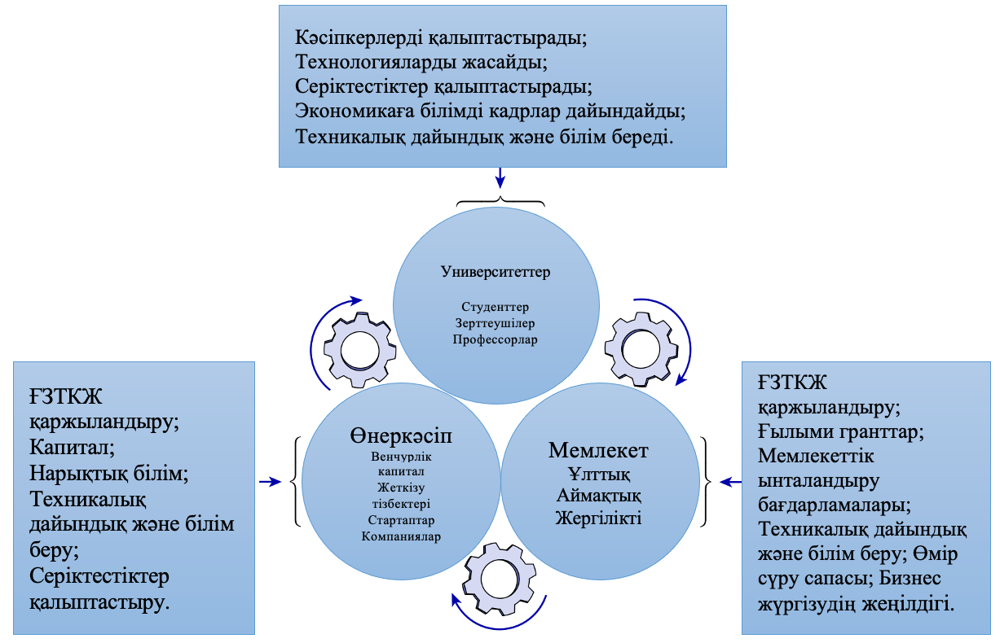 Кәсіпкерлерді қалыптастырады;
Технологияларды жасайды;
Серіктестіктер қалыптастырады;
Экономикаға білімді кадрлар дайындайды;
Техникалық дайындық және білім береді.
Университеттер
Студенттер
Зерттеушілер
Профессорлар
ҒЗТКЖ
қаржыландыру;
Капитал;
Нарықтық білім;
Техникалық
дайындық және білім
беру;
Серіктестіктер
қалыптастыру.
Өнеркәсіп
Венчурлік
капитал
Жеткізу
тізбектері
Стартаптар
Компаниялар
Мемлекет
Ұлттық
Аймақтық
Жергілікті
ҒЗТКЖ
қаржыландыру;
Ғылыми гранттар;
Мемлекеттік
ынталандыру
бағдарламалары;
Техникалық дайындық
және білім беру; Өмір
сүру сапасы; Бизнес
жүргізудің жеңілдігі.